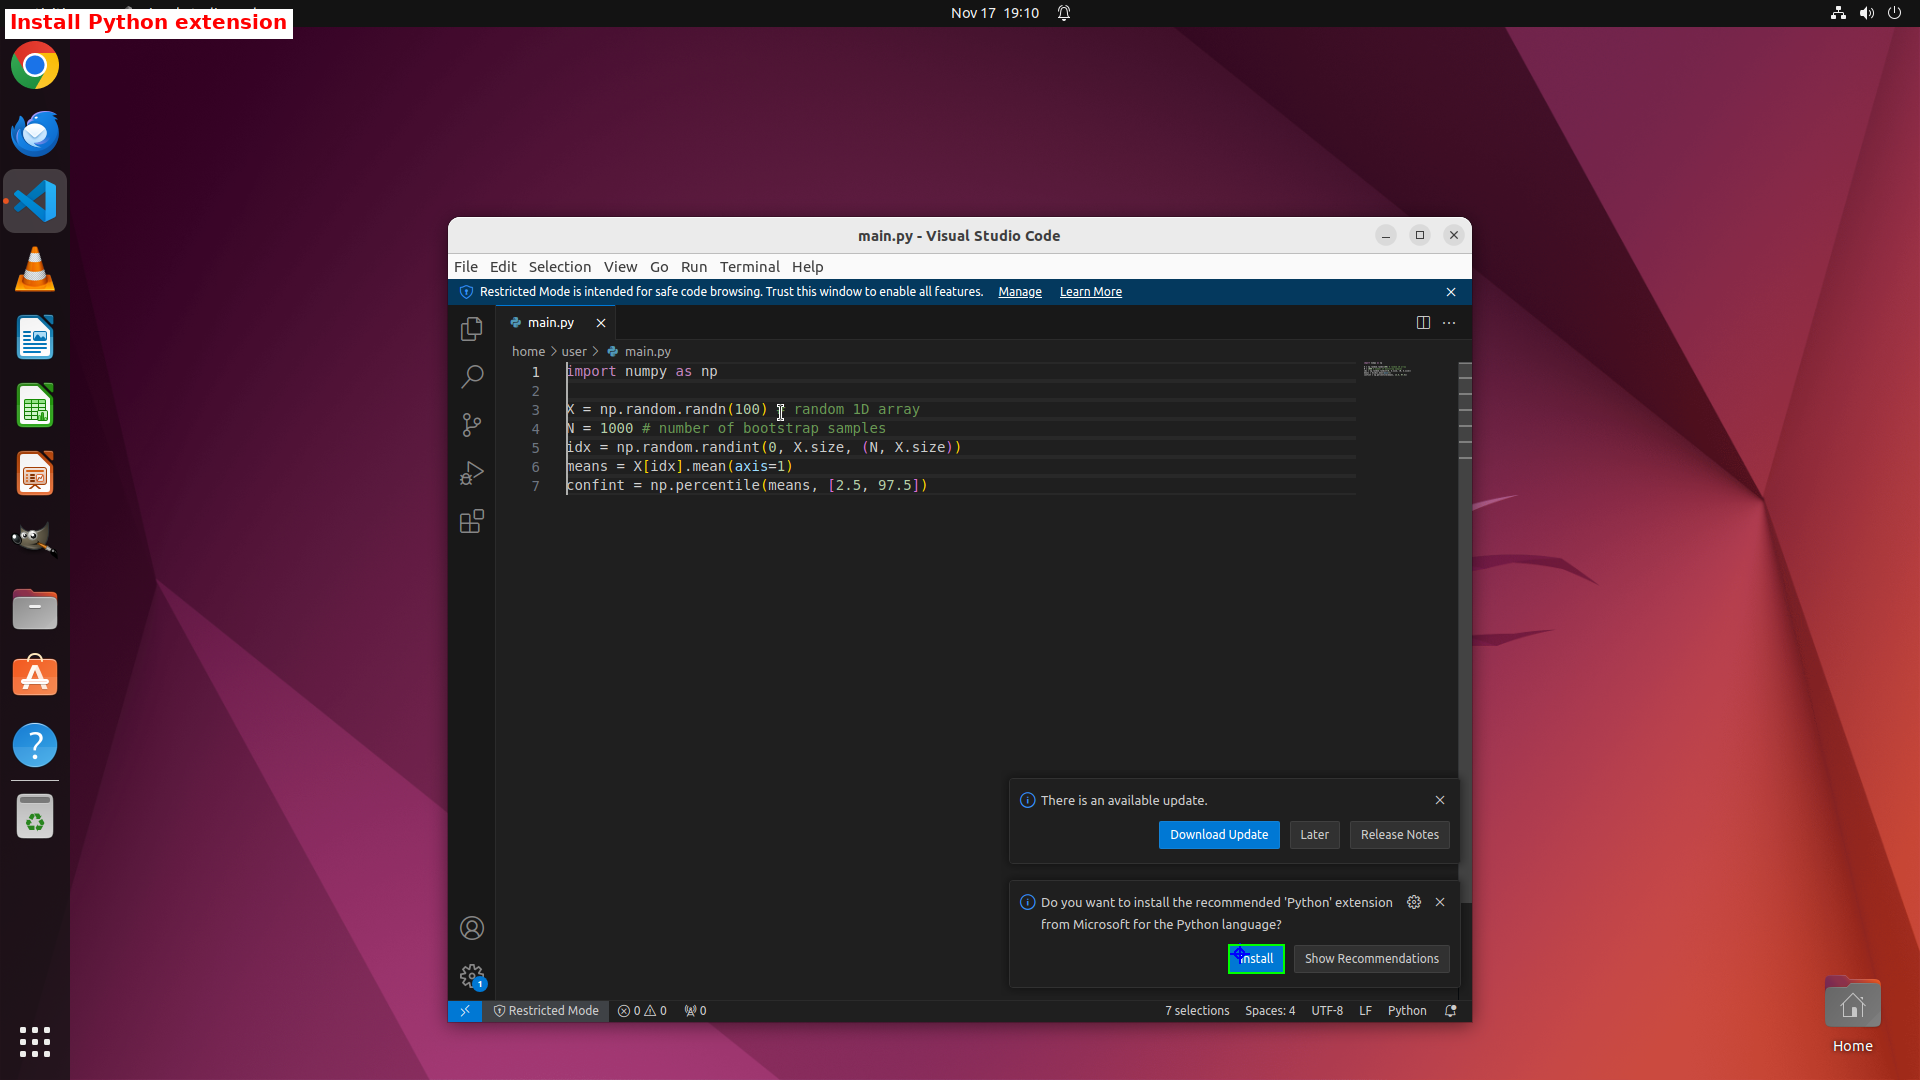 Install Python extension
Nov 17 19:10
main.py - Visual Studio Code
File Edit Selection View Go Run Terminal Help
Restricted Mode is intended for safe code browsing. Trust this window to enable all features. Manage Learn More
main.py
home > user > main.py
1 import numpy as np
2
3 X = np.random.randn(100) random 1D array
4 N = 1000 # number of bootstrap samples
5 idx = np.random.randint(0, X.size, (N, X.size))
6 means = X[idx].mean(axis=1)
7 confint = np.percentile(means, [2.5, 97.5])
There is an available update.
Download Update Later Release Notes
Do you want to install the recommended 'Python' extension
from Microsoft for the Python language?
Install Show Recommendations
1
Restricted Mode 0 0 0 7 selections Spaces: 4 UTF-8 LF Python
Home